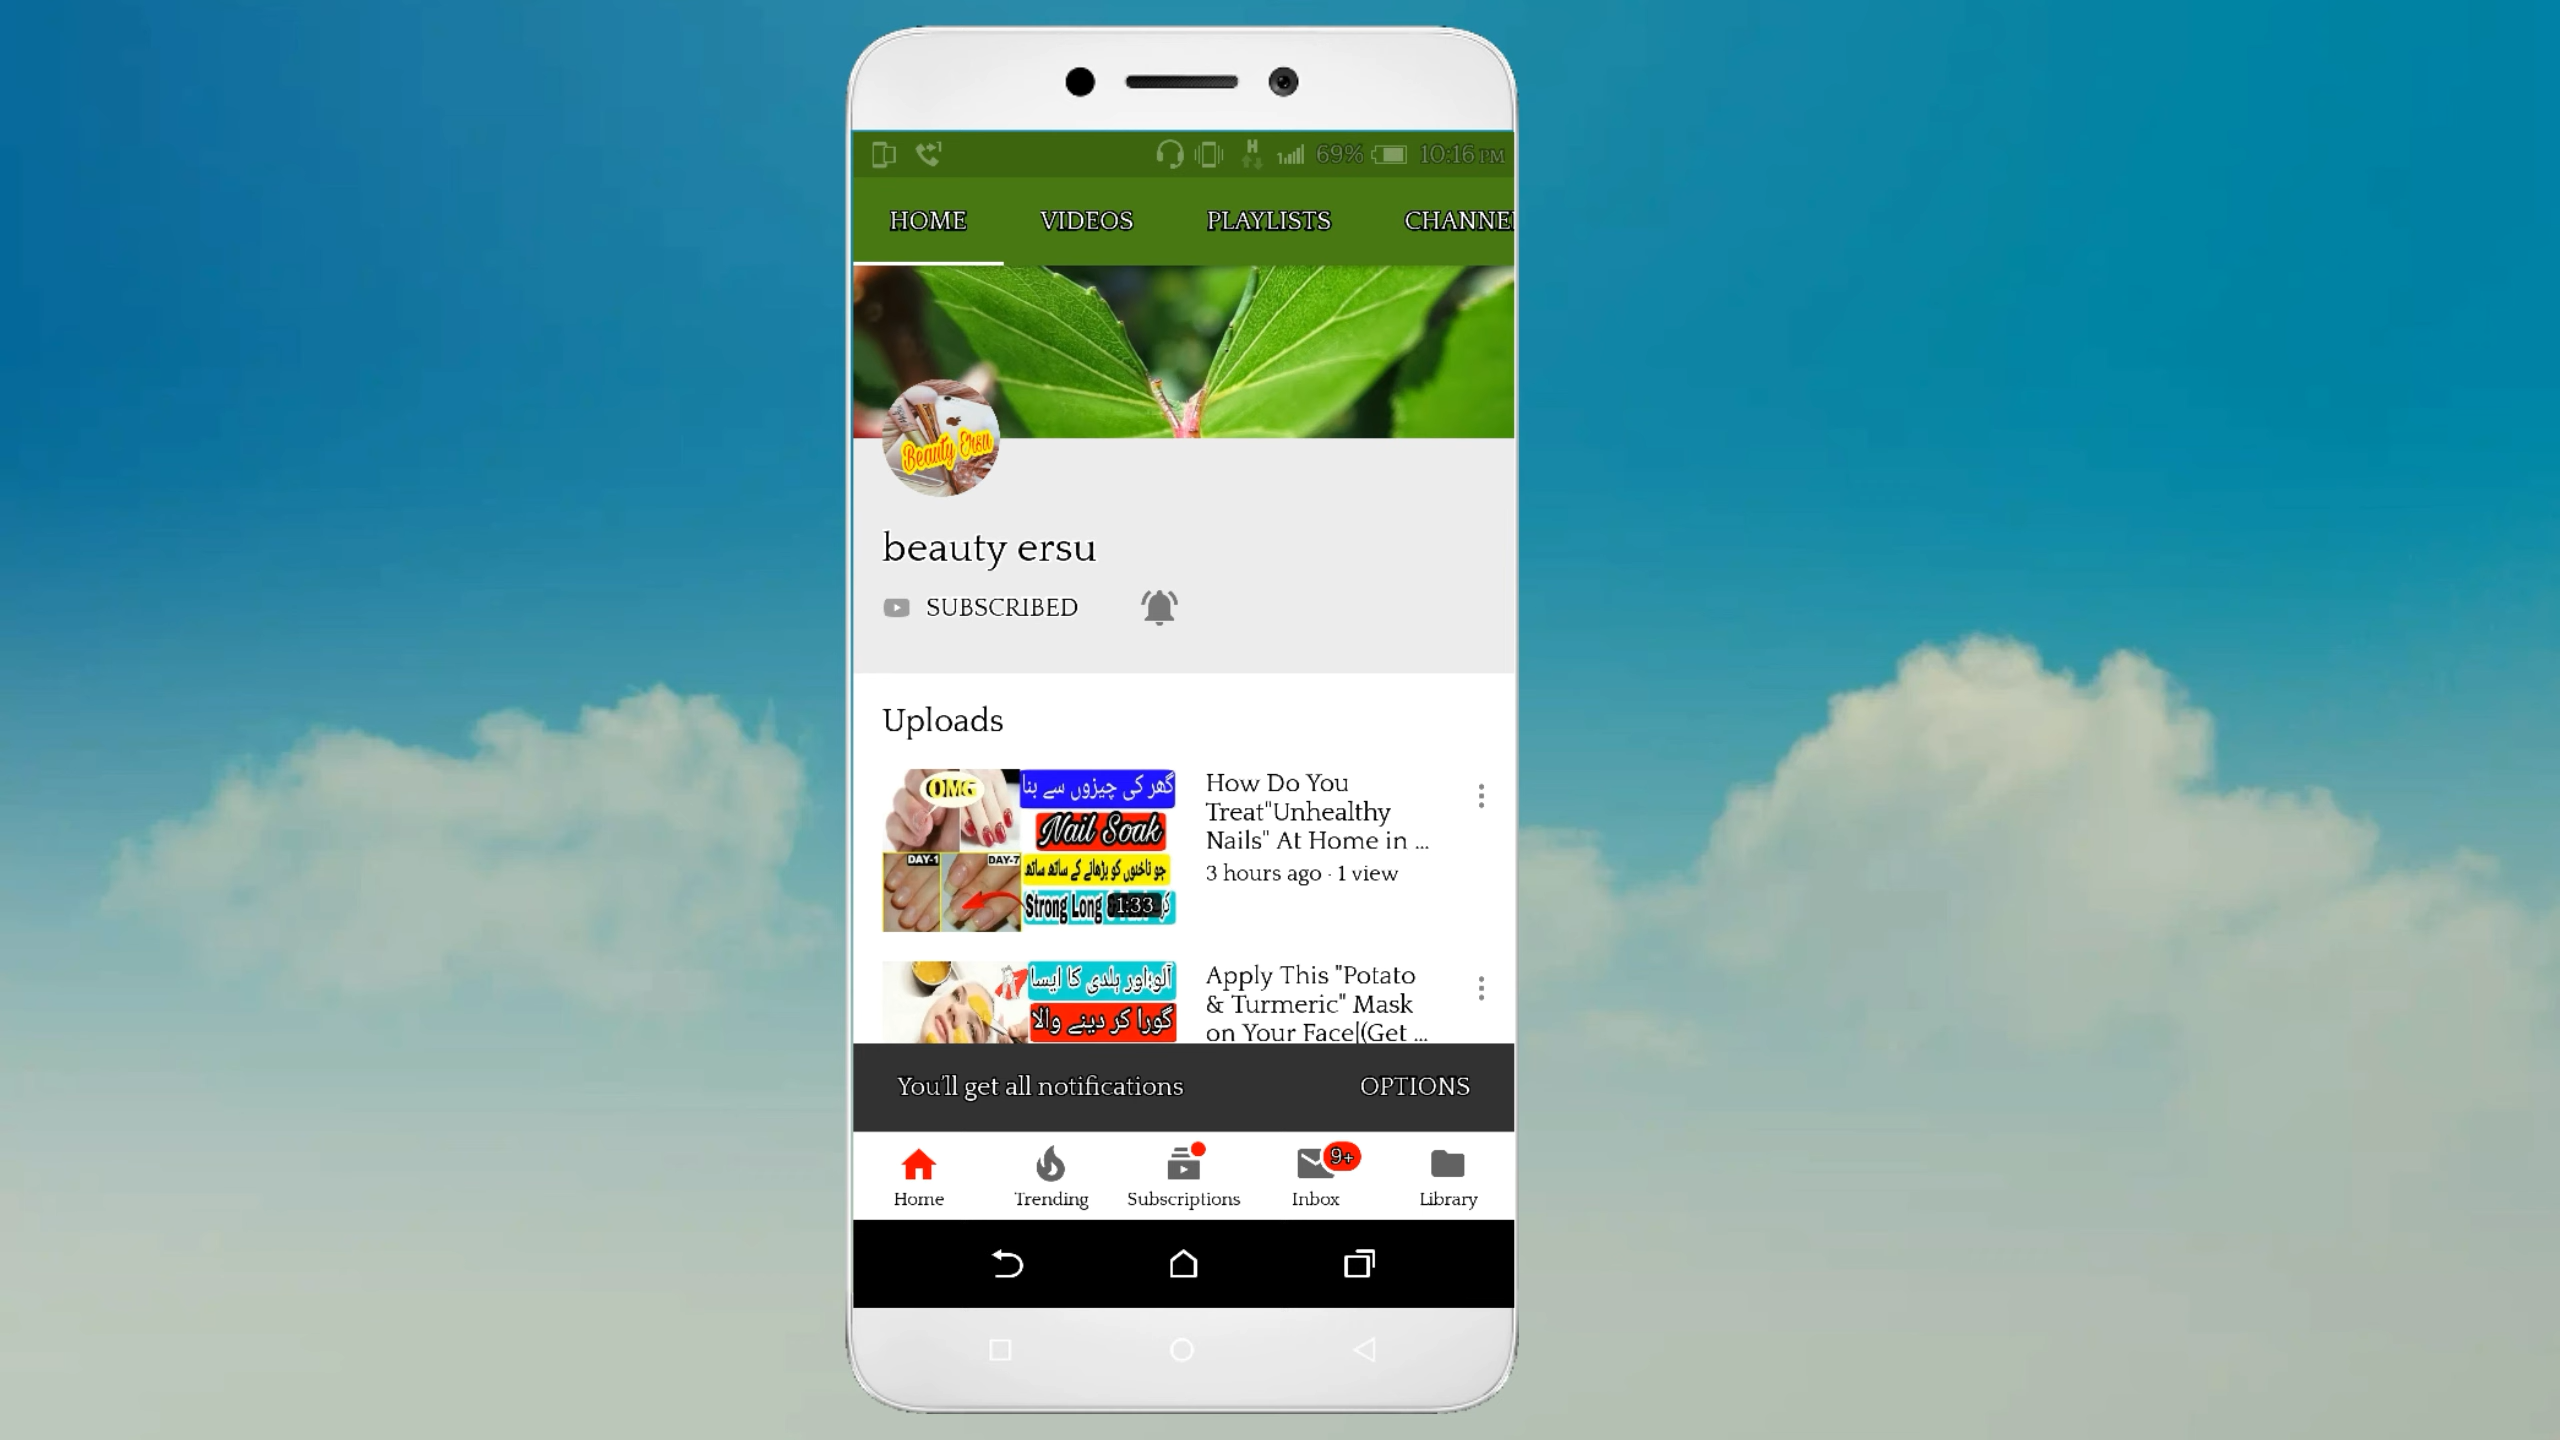 69% 10:16 PM
HOME VIDEOS PLAYLISTS CHANNE
Beauty Ersu
beauty ersu
SUBSCRIBED
Uploads
OMG
گھر کی چیزوں سے بنا
Nail Soak
DAY-1 DAY-7
جو ناخنوں کو بڑھانے کے ساتھ ساتھ
Strong Long
1:33
How Do You
Treat"Unhealthy
Nails" At Home in ...
3 hours ago · 1 view
آلو اور ہلدی کا ایسا
گورا کر دینے والا
Apply This "Potato
& Turmeric" Mask
on Your Face|(Get ...
You'll get all notifications OPTIONS
9+
Home Trending Subscriptions Inbox Library